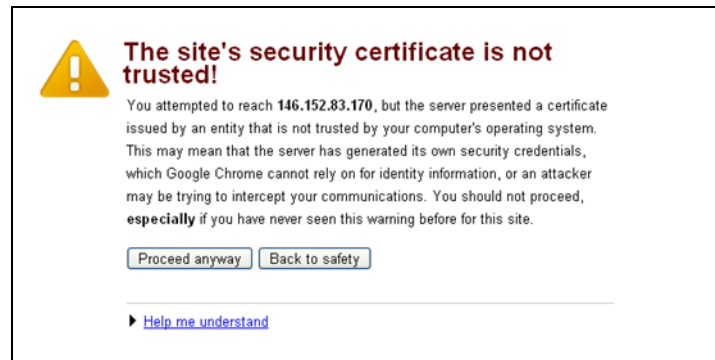 The site's security certificate is not
trusted!
You attempted to reach 146.152.83.170, but the server presented a certificate
issued by an entity that is not trusted by your computer's operating system.
This may mean that the server has generated its own security credentials,
which Google Chrome cannot rely on for identity information, or an attacker
may be trying to intercept your communications. You should not proceed,
especially if you have never seen this warning before for this site.
Proceed anyway Back to safety
Help me understand